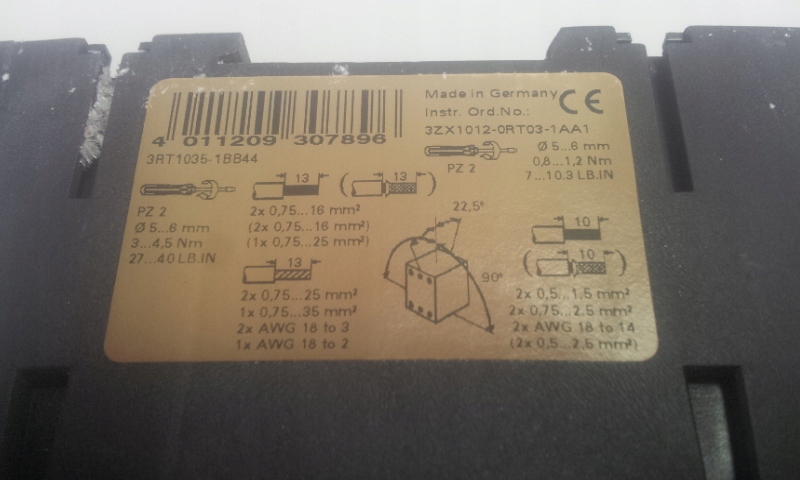 4 011209 307896
3RT1035-1BB44
Made in Germany
Instr. Ord.No.:
3ZX1012-0RT03-1AA1
CE
PZ 2
Ø 5...6 mm
3...4,5 Nm
27...40 LB.IN
13
2x 0,75...16 mm²
(13)
(2x 0,75...16 mm²)
(1x 0,75...25 mm²)
13
2x 0,75...25 mm²
1x 0,75...35 mm²
2x AWG 18 to 3
1x AWG 18 to 2
22,5°
90°
PZ 2
Ø 5...6 mm
0,8...1,2 Nm
7...10.3 LB.IN
10
(10)
2x 0,5...1.5 mm²
2x 0,75...2.5 mm²
2x AWG 18 to 14
(2x 0,5...2.5 mm²)